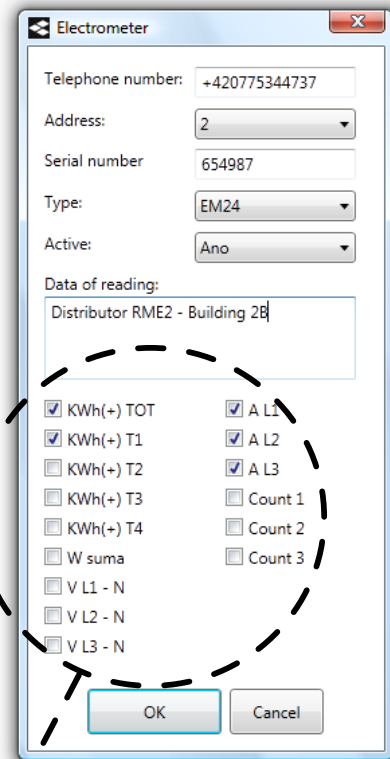 Electrometer
Telephone number: +420775344737
Address: 2
Serial number 654987
Type: EM24
Active: Ano
Data of reading:
Distributor RME2 - Building 2B
KWh(+) TOT A L1
KWh(+) T1 A L2
KWh(+) T2 A L3
KWh(+) T3 Count 1
KWh(+) T4 Count 2
W suma Count 3
V L1 - N
V L2 - N
V L3 - N
OK Cancel